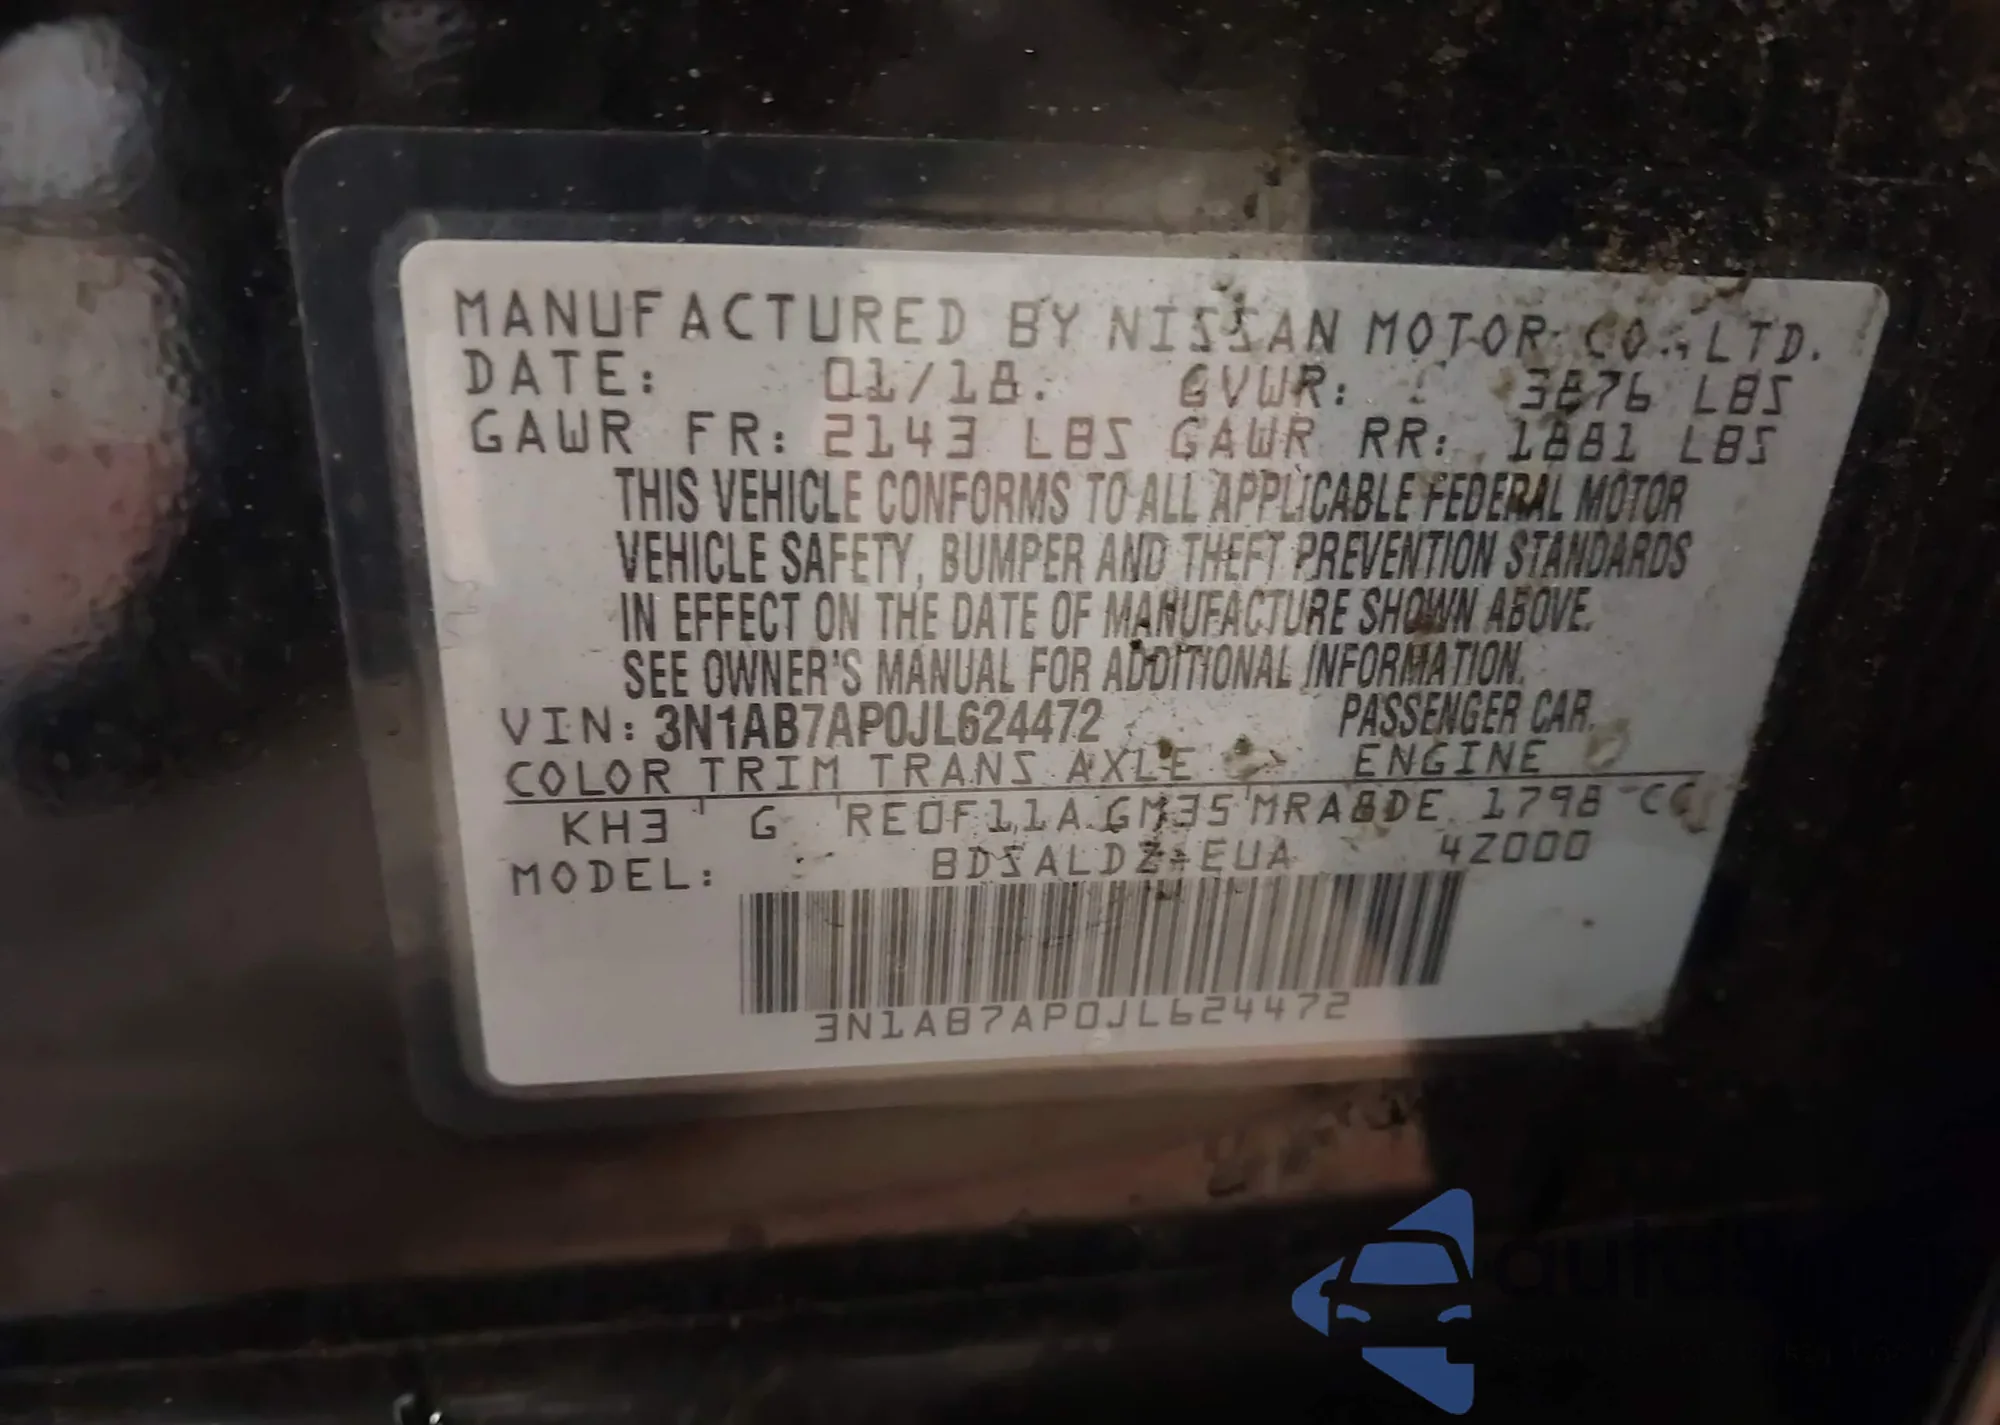 MANUFACTURED BY NISSAN MOTOR CO., LTD.
DATE: 01/18. GVWR: 3876 LBS
GAWR FR: 2143 LBS GAWR RR: 1881 LBS
THIS VEHICLE CONFORMS TO ALL APPLICABLE FEDERAL MOTOR
VEHICLE SAFETY, BUMPER AND THEFT PREVENTION STANDARDS
IN EFFECT ON THE DATE OF MANUFACTURE SHOWN ABOVE.
SEE OWNER'S MANUAL FOR ADDITIONAL INFORMATION.
VIN: 3N1AB7AP0JL624472 PASSENGER CAR.
COLOR TRIM TRANS AXLE ENGINE
KH3 G RE0F11A GM35 MRA8DE 1798 CC
MODEL: BDSALDZ-EUA 4Z000
3N1AB7AP0JL624472